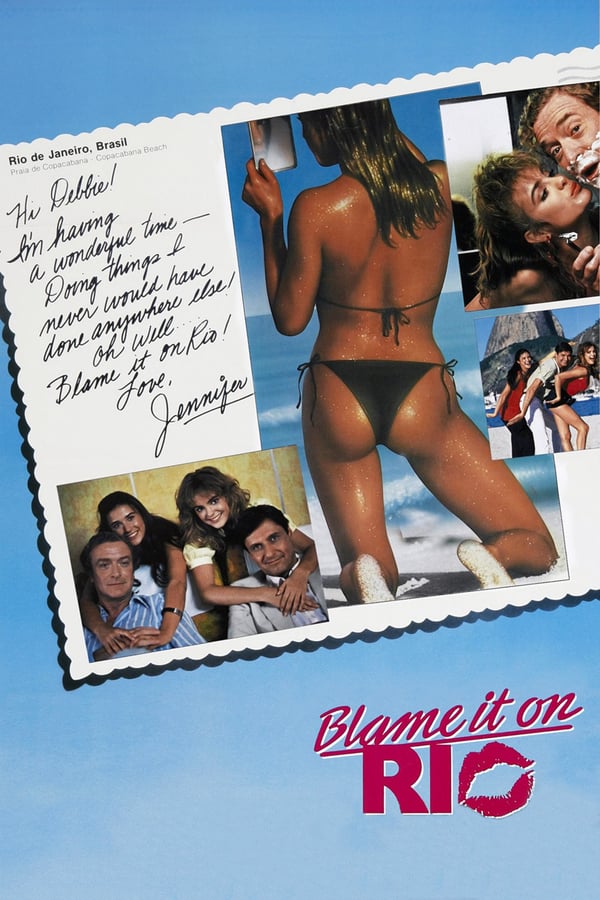 Rio de Janeiro, Brasil
Praia de Copacabana - Copacabana Beach
Hi Debbie!
I'm having
a wonderful time —
Doing things I
never would have
done anywhere else!
Oh Well...
Blame it on Rio!
Love,
Jennifer
Blame it on
RIO